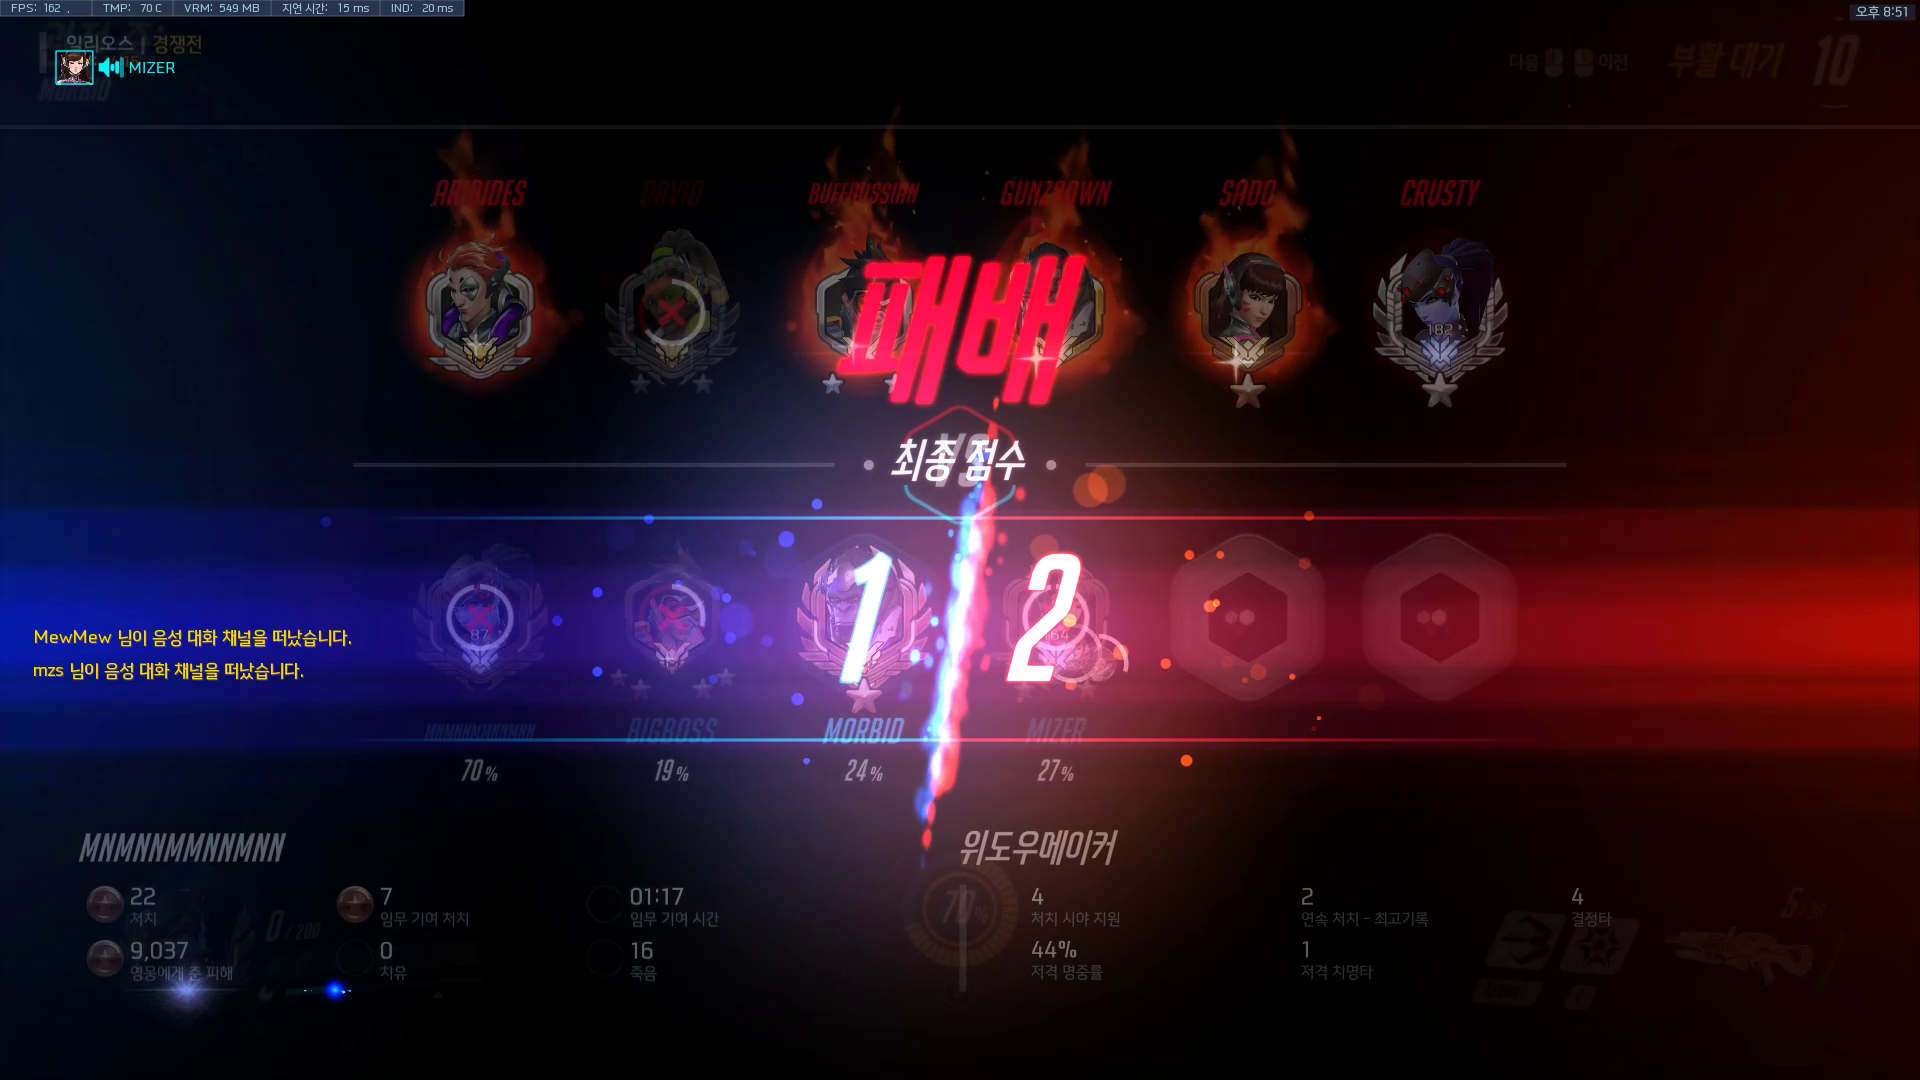 FPS: 162 TMP: 70 C VRM: 549 MB 지연 시간: 15 ms IND: 20 ms
오후 8:51
일리오스 | 경쟁전
MIZER
MORBID
다음 이전 부활 대기 10
ARIBIDES DAVID BUFFRUSSIAN GUNZDOWN SADO CRUSTY
182
패배
VS
최종 점수
1 2
87
64
MewMew 님이 음성 대화 채널을 떠났습니다.
mzs 님이 음성 대화 채널을 떠났습니다.
BIGBOSS MORBID MIZER
70% 19% 24% 27%
MNMNNMMNNMNN
위도우메이커
22 7 01:17 4 2 4
처치 임무 기여 처치 임무 기여 시간 처치 시야 지원 연속 처치 - 최고기록 결정타
9,037 0 16 44% 1
영웅에게 준 피해 치유 죽음 저격 명중률 저격 치명타
0 / 200
70%